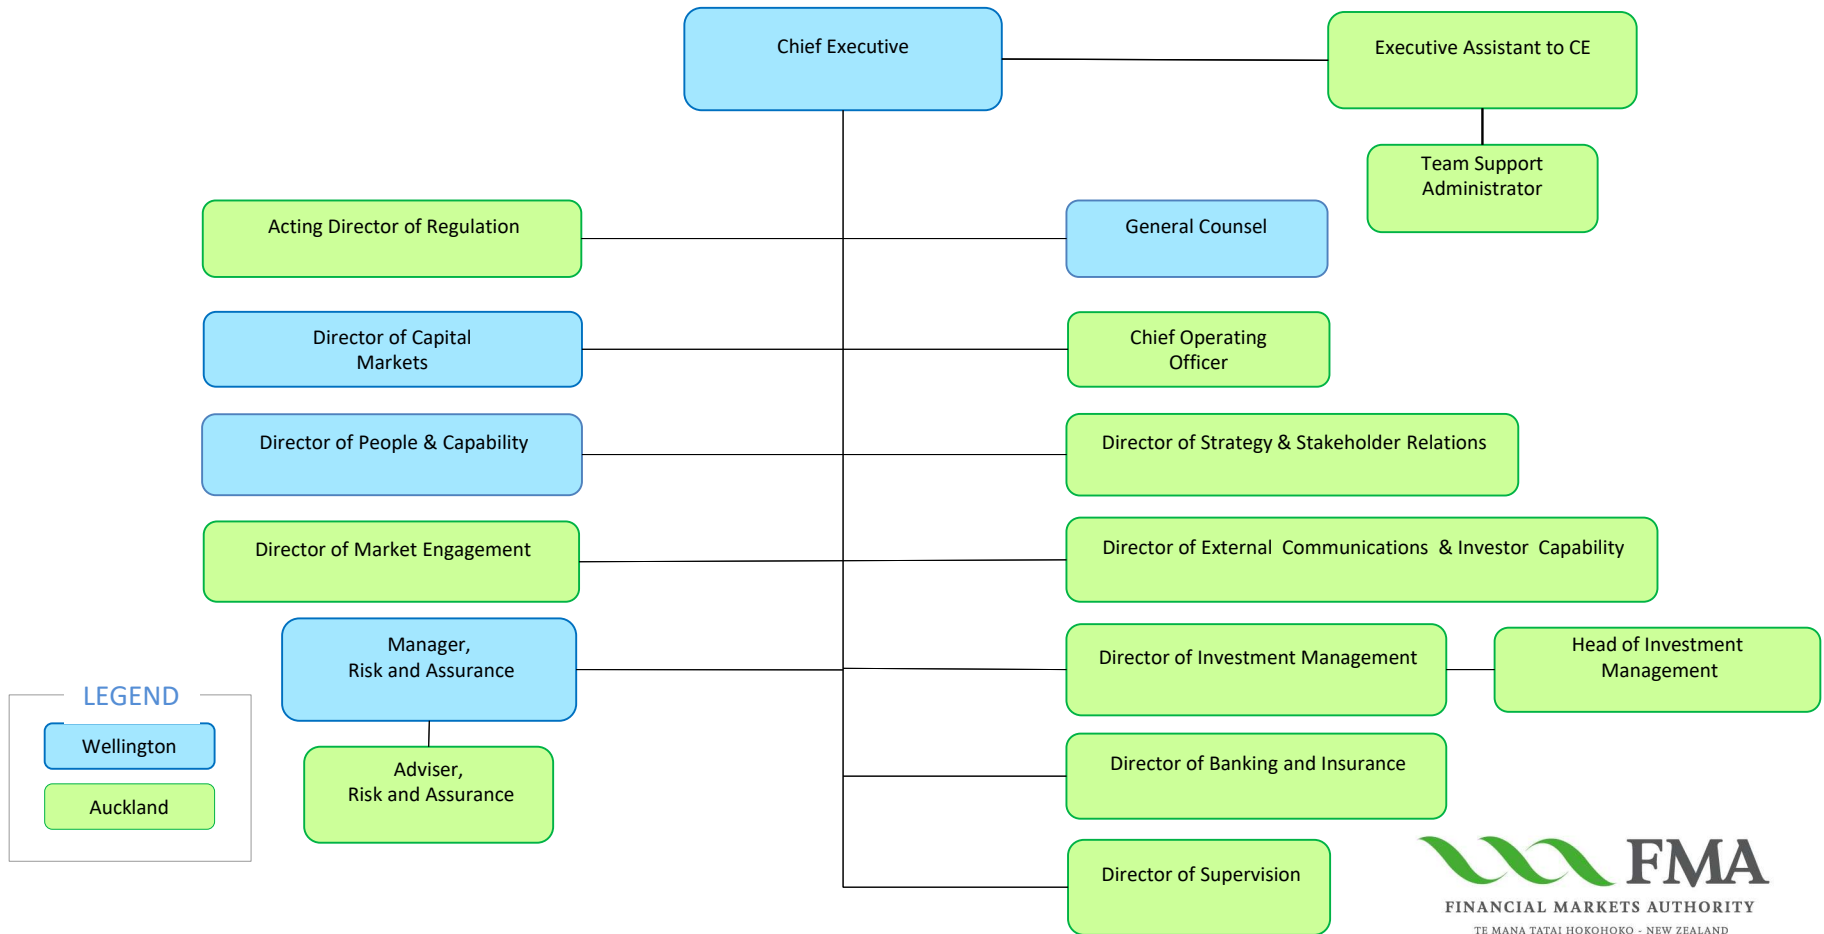 Chief Executive
Executive Assistant to CE
Team Support
Administrator
Acting Director of Regulation
General Counsel
Director of Capital
Markets
Chief Operating
Officer
Director of People & Capability
Director of Strategy & Stakeholder Relations
Director of Market Engagement
Director of External Communications & Investor Capability
Manager,
Risk and Assurance
Director of Investment Management
Head of Investment
Management
LEGEND
Wellington
Auckland
Adviser,
Risk and Assurance
Director of Banking and Insurance
Director of Supervision
FMA
FINANCIAL MARKETS AUTHORITY
TE MANA TATAI HOKOHOKO - NEW ZEALAND